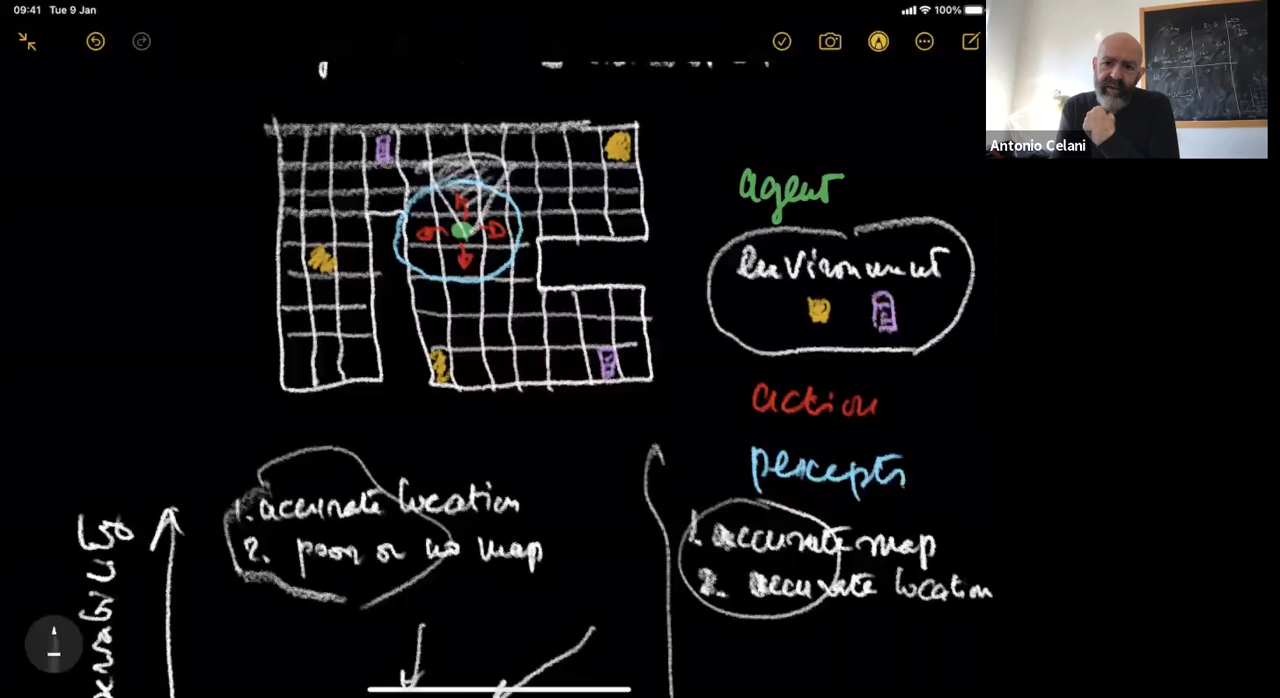 09:41 Tue 9 Jan
100%
Antonio Celani
agent
environment
action
percepts
1. accurate location
2. poor or no map
1. accurate map
2. accurate location